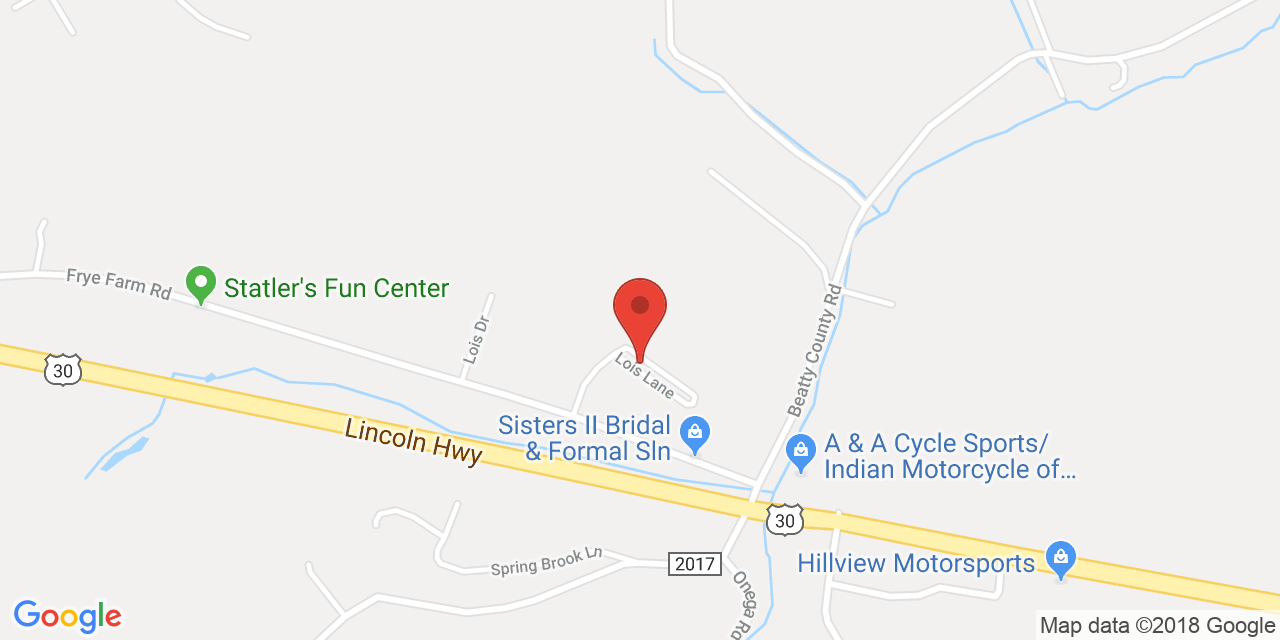 Frye Farm Rd
Statler's Fun Center
Lois Dr
Beatty County Rd
30
Lois Lane
Lincoln Hwy
Sisters II Bridal
& Formal Sln
A & A Cycle Sports/
Indian Motorcycle of...
30
Spring Brook Ln
2017
Hillview Motorsports
Onega Rd
Google
Map data ©2018 Google